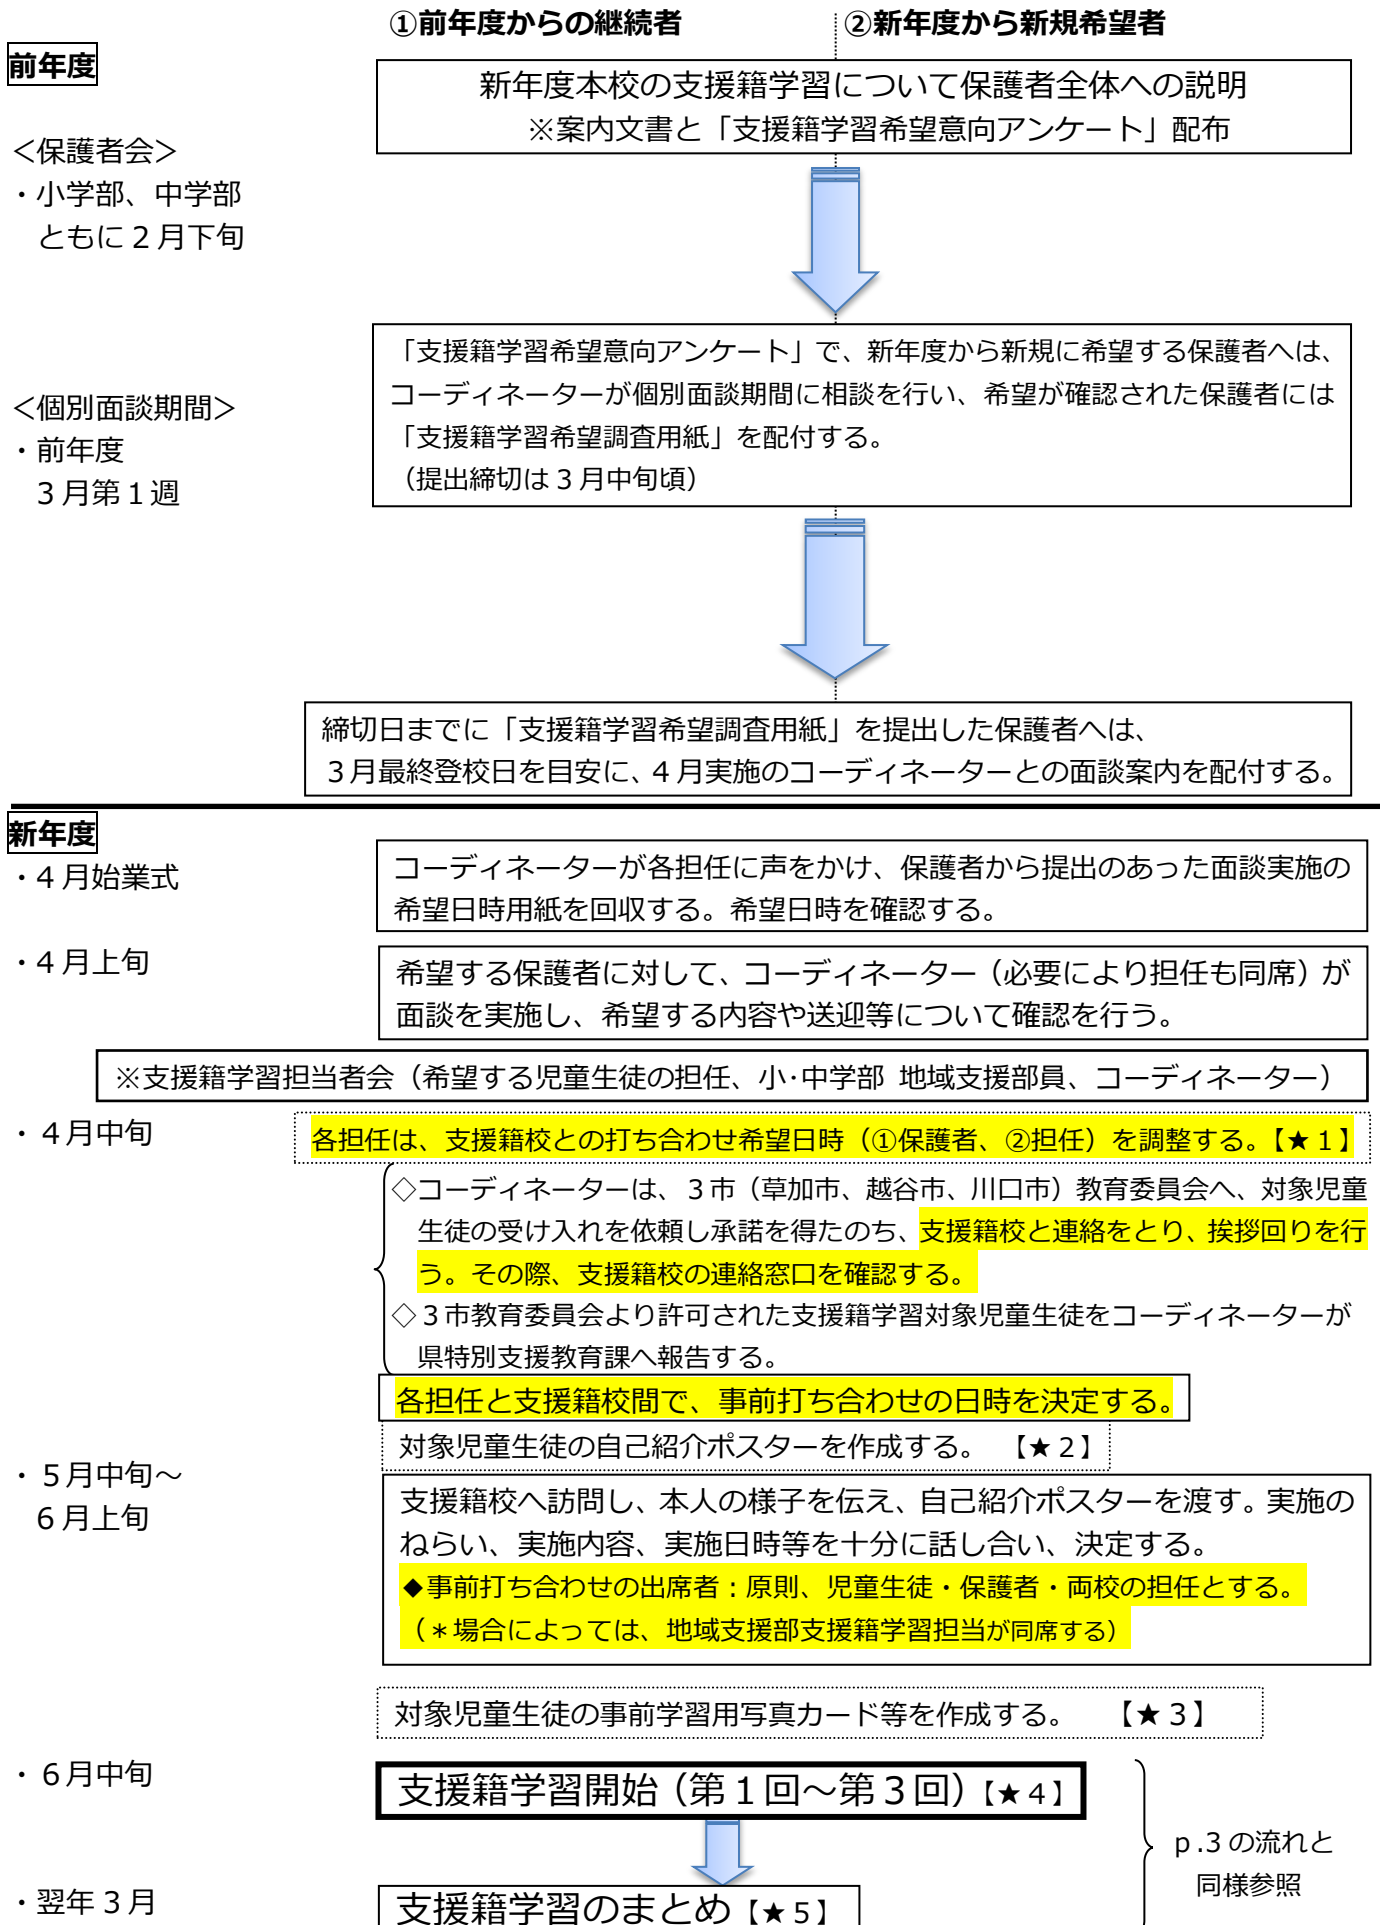 ①前年度からの継続者 ②新年度から新規希望者
前年度
新年度本校の支援籍学習について保護者全体への説明
※案内文書と「支援籍学習希望意向アンケート」配布
＜保護者会＞
・小学部、中学部
ともに２月下旬
「支援籍学習希望意向アンケート」で、新年度から新規に希望する保護者へは、
コーディネーターが個別面談期間に相談を行い、希望が確認された保護者には
「支援籍学習希望調査用紙」を配付する。
（提出締切は３月中旬頃）
＜個別面談期間＞
・前年度
３月第１週
締切日までに「支援籍学習希望調査用紙」を提出した保護者へは、
３月最終登校日を目安に、４月実施のコーディネーターとの面談案内を配付する。
新年度
・４月始業式
コーディネーターが各担任に声をかけ、保護者から提出のあった面談実施の
希望日時用紙を回収する。希望日時を確認する。
・４月上旬
希望する保護者に対して、コーディネーター（必要により担任も同席）が
面談を実施し、希望する内容や送迎等について確認を行う。
※支援籍学習担当者会（希望する児童生徒の担任、小・中学部 地域支援部員、コーディネーター）
・４月中旬
各担任は、支援籍校との打ち合わせ希望日時（①保護者、②担任）を調整する。【★１】
◇コーディネーターは、３市（草加市、越谷市、川口市）教育委員会へ、対象児童
生徒の受け入れを依頼し承諾を得たのち、支援籍校と連絡をとり、挨拶回りを行
う。その際、支援籍校の連絡窓口を確認する。
◇３市教育委員会より許可された支援籍学習対象児童生徒をコーディネーターが
県特別支援教育課へ報告する。
各担任と支援籍校間で、事前打ち合わせの日時を決定する。
対象児童生徒の自己紹介ポスターを作成する。 【★２】
・５月中旬～
６月上旬
支援籍校へ訪問し、本人の様子を伝え、自己紹介ポスターを渡す。実施の
ねらい、実施内容、実施日時等を十分に話し合い、決定する。
◆事前打ち合わせの出席者：原則、児童生徒・保護者・両校の担任とする。
（＊場合によっては、地域支援部支援籍学習担当が同席する）
対象児童生徒の事前学習用写真カード等を作成する。 【★３】
・６月中旬
支援籍学習開始（第１回～第３回）【★４】
p.3 の流れと
同様参照
・翌年３月
支援籍学習のまとめ【★５】